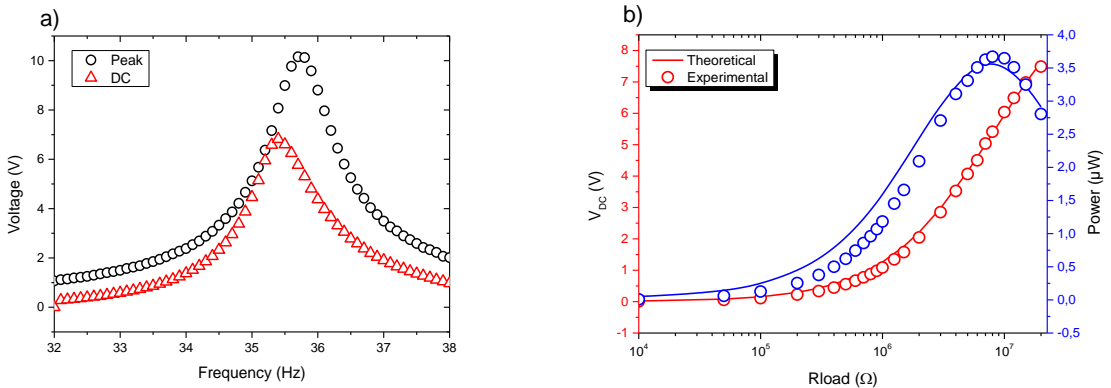 a)
Peak
DC
10
8
6
4
2
0
Voltage (V)
32 33 34 35 36 37 38
Frequency (Hz)
b)
Theoretical
Experimental
8
7
6
5
4
3
2
1
0
-1
V_DC (V)
4,0
3,5
3,0
2,5
2,0
1,5
1,0
0,5
0,0
-0,5
Power (µW)
10^4 10^5 10^6 10^7
Rload (Ω)